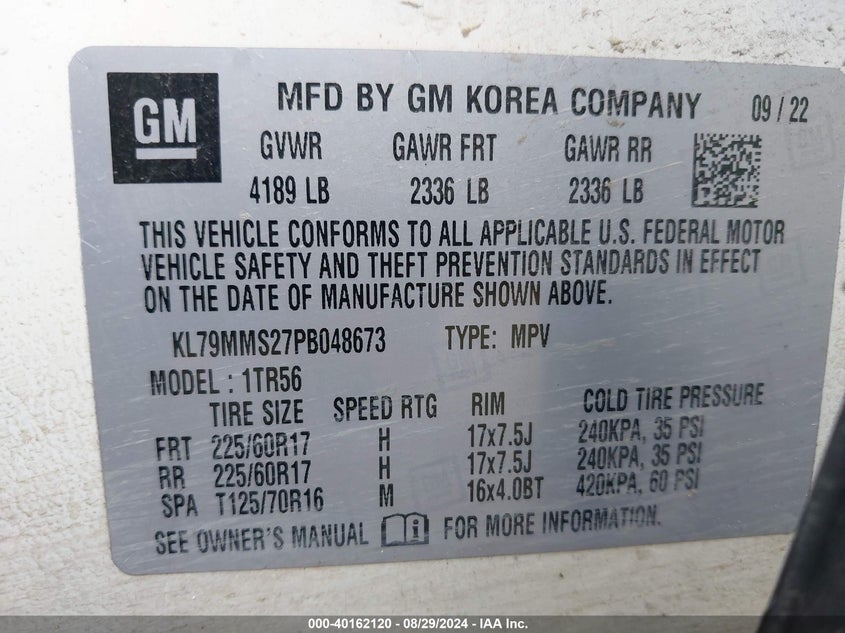 GM
MFD BY GM KOREA COMPANY 09 / 22
GVWR GAWR FRT GAWR RR
4189 LB 2336 LB 2336 LB
THIS VEHICLE CONFORMS TO ALL APPLICABLE U.S. FEDERAL MOTOR
VEHICLE SAFETY AND THEFT PREVENTION STANDARDS IN EFFECT
ON THE DATE OF MANUFACTURE SHOWN ABOVE.
KL79MMS27PB048673 TYPE: MPV
MODEL : 1TR56
TIRE SIZE SPEED RTG RIM COLD TIRE PRESSURE
FRT 225/60R17 H 17x7.5J 240KPA, 35 PSI
RR 225/60R17 H 17x7.5J 240KPA, 35 PSI
SPA T125/70R16 M 16x4.0BT 420KPA, 60 PSI
SEE OWNER'S MANUAL FOR MORE INFORMATION.
000-40162120 - 08/29/2024 - IAA Inc.